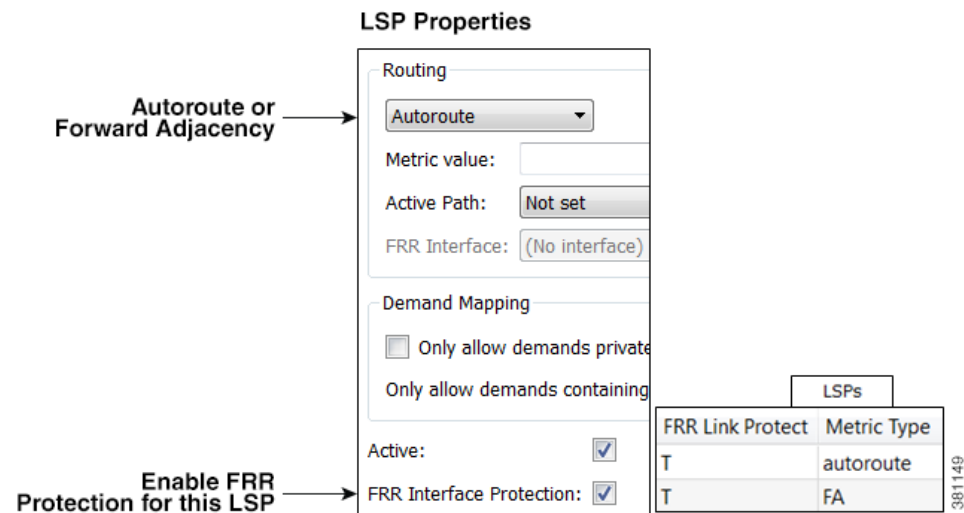 LSP Properties
Routing
Autoroute or
Forward Adjacency
Autoroute
Metric value:
Active Path:
Not set
FRR Interface:
(No interface)
Demand Mapping
Only allow demands private
Only allow demands containing
Active:
Enable FRR
Protection for this LSP
FRR Interface Protection:
LSPs
FRR Link Protect Metric Type
T autoroute
T FA
381149